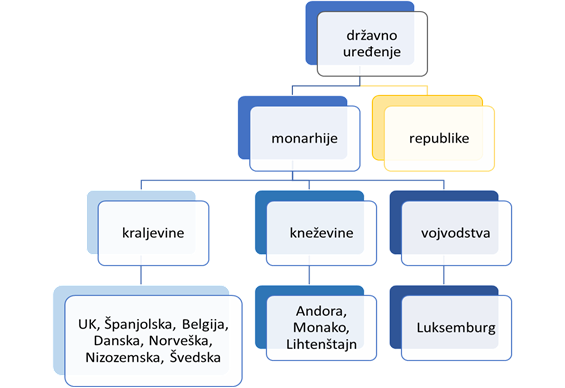 državno
uređenje
monarhije
republike
kraljevine
kneževine
vojvodstva
UK, Španjolska, Belgija,
Danska, Norveška,
Nizozemska, Švedska
Andora,
Monako,
Lihtenštajn
Luksemburg